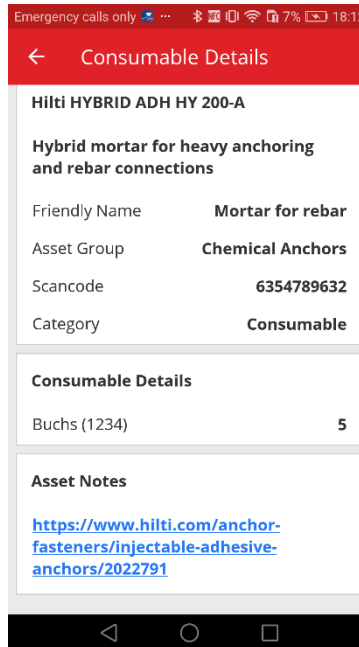 Emergency calls only ... 7% 18:1
Consumable Details
Hilti HYBRID ADH HY 200-A
Hybrid mortar for heavy anchoring
and rebar connections
Friendly Name Mortar for rebar
Asset Group Chemical Anchors
Scancode 6354789632
Category Consumable
Consumable Details
Buchs (1234) 5
Asset Notes
https://www.hilti.com/anchor-
fasteners/injectable-adhesive-
anchors/2022791